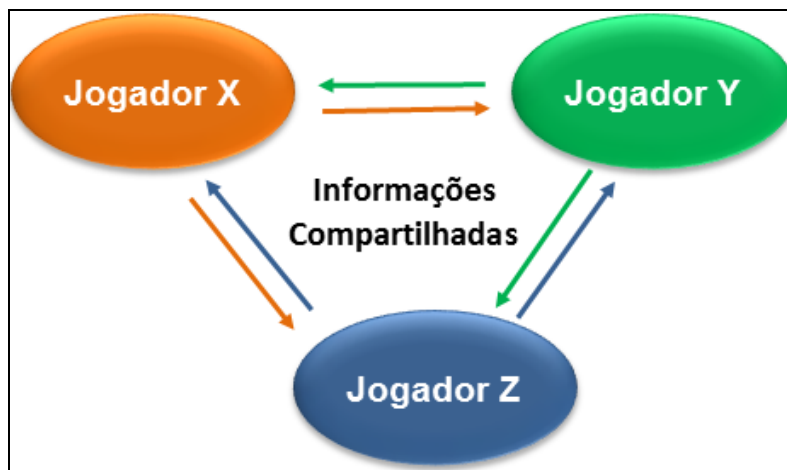 Jogador X
Jogador Y
Informações
Compartilhadas
Jogador Z